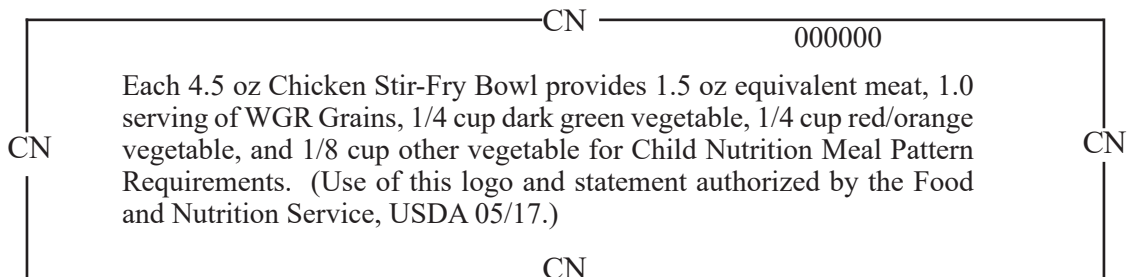 CN
000000
Each 4.5 oz Chicken Stir-Fry Bowl provides 1.5 oz equivalent meat, 1.0
serving of WGR Grains, 1/4 cup dark green vegetable, 1/4 cup red/orange
CN
CN
vegetable, and 1/8 cup other vegetable for Child Nutrition Meal Pattern
Requirements. (Use of this logo and statement authorized by the Food
and Nutrition Service, USDA 05/17.)
CN